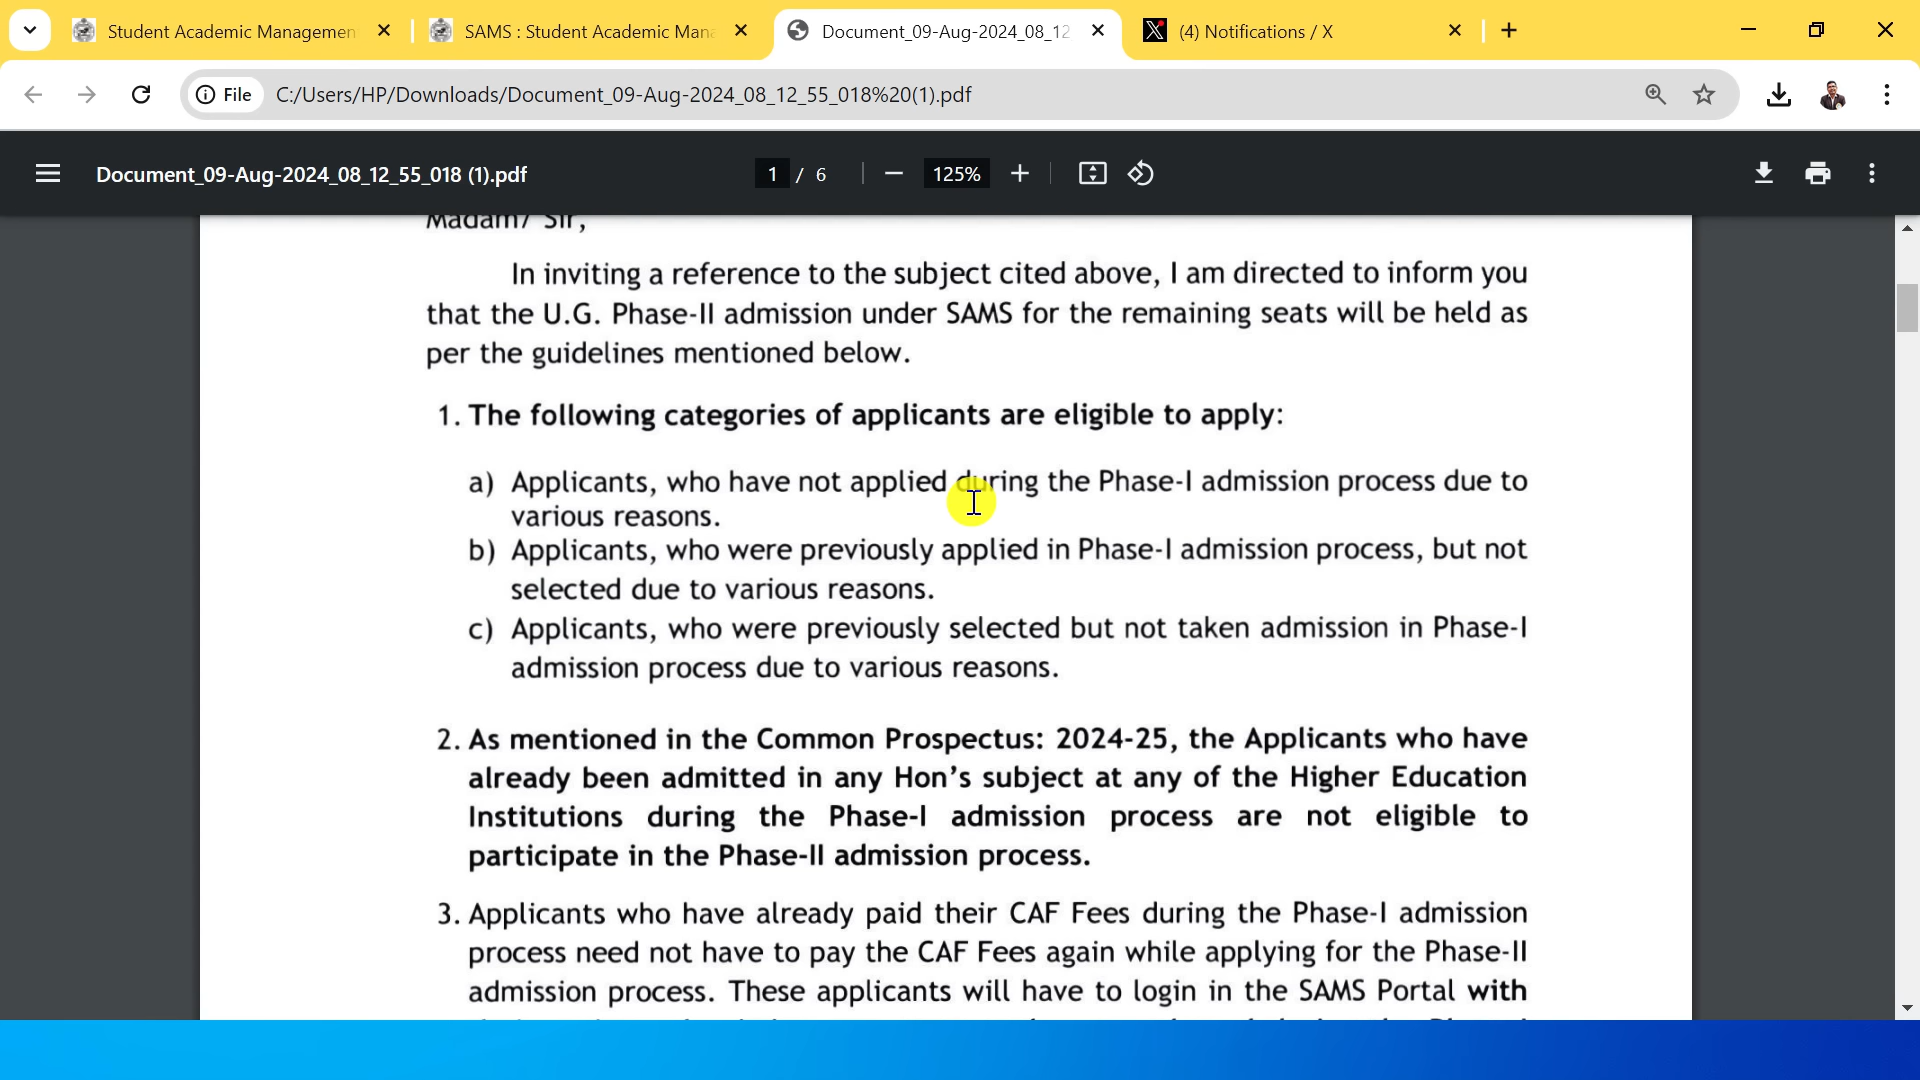 Student Academic Managemen
SAMS : Student Academic Mana
Document_09-Aug-2024_08_12
(4) Notifications / X
File
C:/Users/HP/Downloads/Document_09-Aug-2024_08_12_55_018%20(1).pdf
Document_09-Aug-2024_08_12_55_018 (1).pdf
1 / 6
125%
Madam/ Sir,
In inviting a reference to the subject cited above, I am directed to inform you
that the U.G. Phase-II admission under SAMS for the remaining seats will be held as
per the guidelines mentioned below.
1. The following categories of applicants are eligible to apply:
a) Applicants, who have not applied during the Phase-I admission process due to
various reasons.
b) Applicants, who were previously applied in Phase-I admission process, but not
selected due to various reasons.
c) Applicants, who were previously selected but not taken admission in Phase-I
admission process due to various reasons.
2. As mentioned in the Common Prospectus: 2024-25, the Applicants who have
already been admitted in any Hon’s subject at any of the Higher Education
Institutions during the Phase-I admission process are not eligible to
participate in the Phase-II admission process.
3. Applicants who have already paid their CAF Fees during the Phase-I admission
process need not have to pay the CAF Fees again while applying for the Phase-II
admission process. These applicants will have to login in the SAMS Portal with